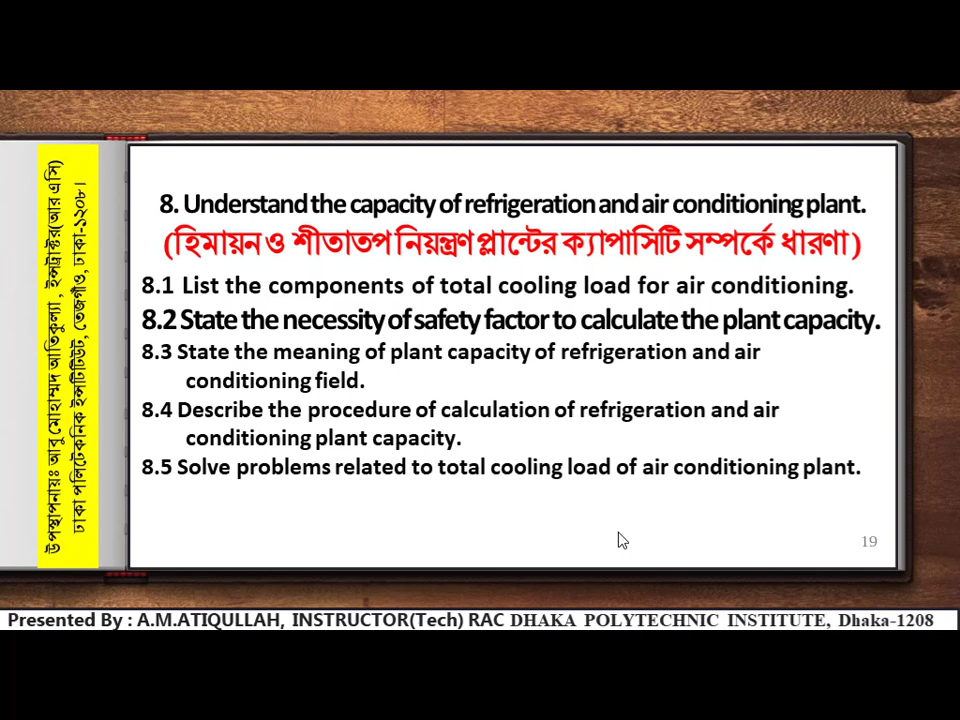 8. Understand the capacity of refrigeration and air conditioning plant.
(হিমায়ন ও শীতাতপ নিয়ন্ত্রণ প্লান্টের ক্যাপাসিটি সম্পর্কে ধারণা)
8.1 List the components of total cooling load for air conditioning.
8.2 State the necessity of safety factor to calculate the plant capacity.
8.3 State the meaning of plant capacity of refrigeration and air
conditioning field.
8.4 Describe the procedure of calculation of refrigeration and air
conditioning plant capacity.
8.5 Solve problems related to total cooling load of air conditioning plant.
19
উপস্থাপনায়ঃ আবু মোহাম্মদ আতিকুল্যা , ইন্সট্রাক্টর(আর এসি)
ঢাকা পলিটেকনিক ইন্সটিটিউট, তেজগাঁও, ঢাকা-১২০৮।
Presented By : A.M.ATIQULLAH, INSTRUCTOR(Tech) RAC DHAKA POLYTECHNIC INSTITUTE, Dhaka-1208